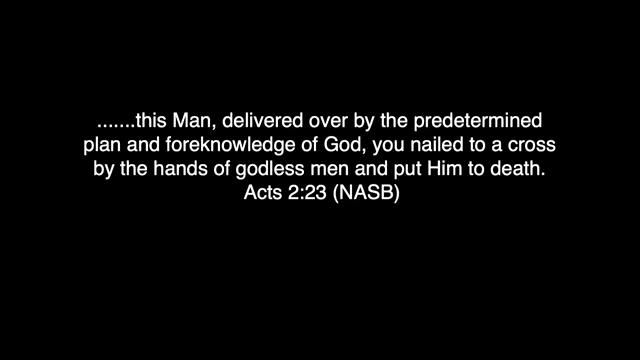 .......this Man, delivered over by the predetermined
plan and foreknowledge of God, you nailed to a cross
by the hands of godless men and put Him to death.
Acts 2:23 (NASB)